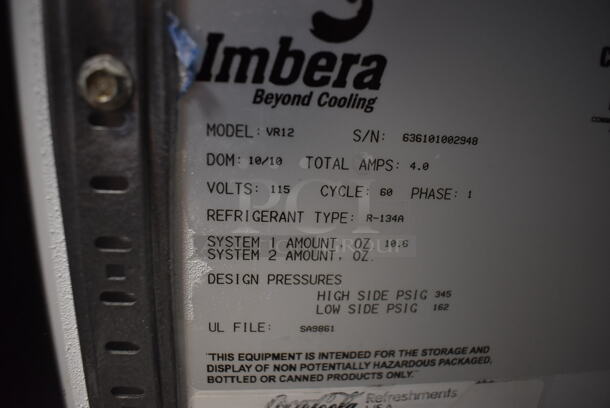 Imbera
Beyond Cooling
MODEL: VR12 S/N: 636101002948
DOM: 10/10 TOTAL AMPS: 4.0
VOLTS: 115 CYCLE: 60 PHASE: 1
REFRIGERANT TYPE: R-134A
SYSTEM 1 AMOUNT, OZ. 10.6
SYSTEM 2 AMOUNT, OZ.
DESIGN PRESSURES
HIGH SIDE PSIG 345
LOW SIDE PSIG 162
UL FILE: SA9861
"THIS EQUIPMENT IS INTENDED FOR THE STORAGE AND
DISPLAY OF NON POTENTIALLY HAZARDOUS PACKAGED,
BOTTLED OR CANNED PRODUCTS ONLY."
Refreshments
USA
PCI
GROUP